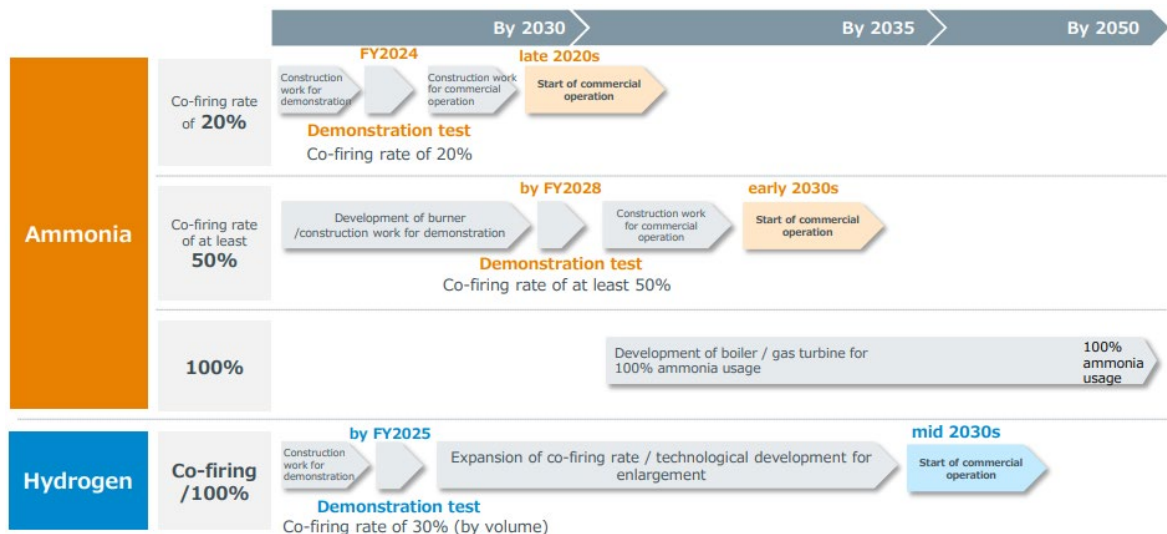 By 2030
By 2035
By 2050
Ammonia
Co-firing rate
of 20%
FY2024
late 2020s
Construction
work for
demonstration
Construction work
for commercial
operation
Start of commercial
operation
Demonstration test
Co-firing rate of 20%
Co-firing rate
of at least
50%
by FY2028
early 2030s
Development of burner
/construction work for demonstration
Construction work
for commercial
operation
Start of commercial
operation
Demonstration test
Co-firing rate of at least 50%
100%
Development of boiler / gas turbine for
100% ammonia usage
100%
ammonia
usage
Hydrogen
Co-firing
/100%
by FY2025
mid 2030s
Construction
work for
demonstration
Expansion of co-firing rate / technological development for
enlargement
Start of commercial
operation
Demonstration test
Co-firing rate of 30% (by volume)